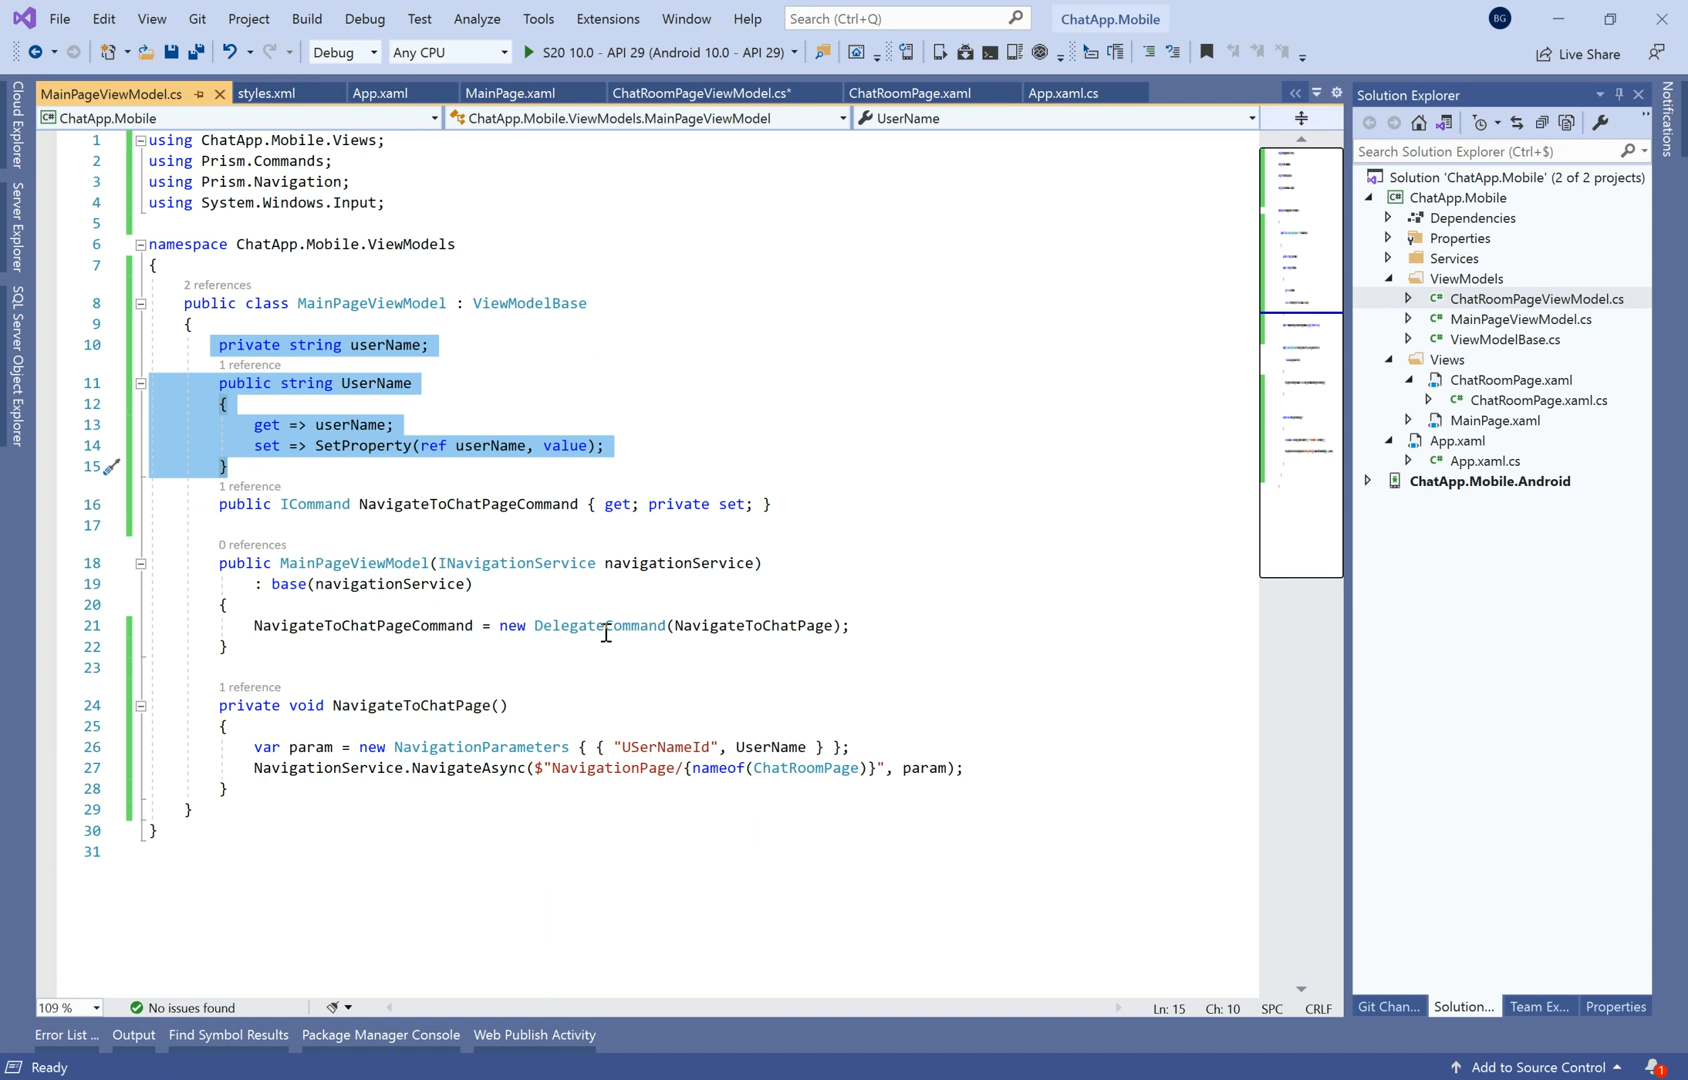 File Edit View Git Project Build Debug Test Analyze Tools Extensions Window Help Search (Ctrl+Q) ChatApp.Mobile BG
Debug Any CPU S20 10.0 - API 29 (Android 10.0 - API 29) Live Share
MainPageViewModel.cs styles.xml App.xaml MainPage.xaml ChatRoomPageViewModel.cs* ChatRoomPage.xaml App.xaml.cs
C# ChatApp.Mobile ChatApp.Mobile.ViewModels.MainPageViewModel UserName
Cloud Explorer
Server Explorer
SQL Server Object Explorer
1 using ChatApp.Mobile.Views;
2 using Prism.Commands;
3 using Prism.Navigation;
4 using System.Windows.Input;
5
6 namespace ChatApp.Mobile.ViewModels
7 {
2 references
8 public class MainPageViewModel : ViewModelBase
9 {
10 private string userName;
1 reference
11 public string UserName
12 {
13 get => userName;
14 set => SetProperty(ref userName, value);
15 }
1 reference
16 public ICommand NavigateToChatPageCommand { get; private set; }
17
0 references
18 public MainPageViewModel(INavigationService navigationService)
19 : base(navigationService)
20 {
21 NavigateToChatPageCommand = new DelegateCommand(NavigateToChatPage);
22 }
23
1 reference
24 private void NavigateToChatPage()
25 {
26 var param = new NavigationParameters { { "USerNameId", UserName } };
27 NavigationService.NavigateAsync($"NavigationPage/{nameof(ChatRoomPage)}", param);
28 }
29 }
30 }
31
109 % No issues found Ln: 15 Ch: 10 SPC CRLF
Solution Explorer
Search Solution Explorer (Ctrl+$)
Solution 'ChatApp.Mobile' (2 of 2 projects)
C# ChatApp.Mobile
Dependencies
Properties
Services
ViewModels
C# ChatRoomPageViewModel.cs
C# MainPageViewModel.cs
C# ViewModelBase.cs
Views
ChatRoomPage.xaml
C# ChatRoomPage.xaml.cs
MainPage.xaml
App.xaml
C# App.xaml.cs
ChatApp.Mobile.Android
Git Chan... Solution... Team Ex... Properties
Notifications
Error List ... Output Find Symbol Results Package Manager Console Web Publish Activity
Ready Add to Source Control 1